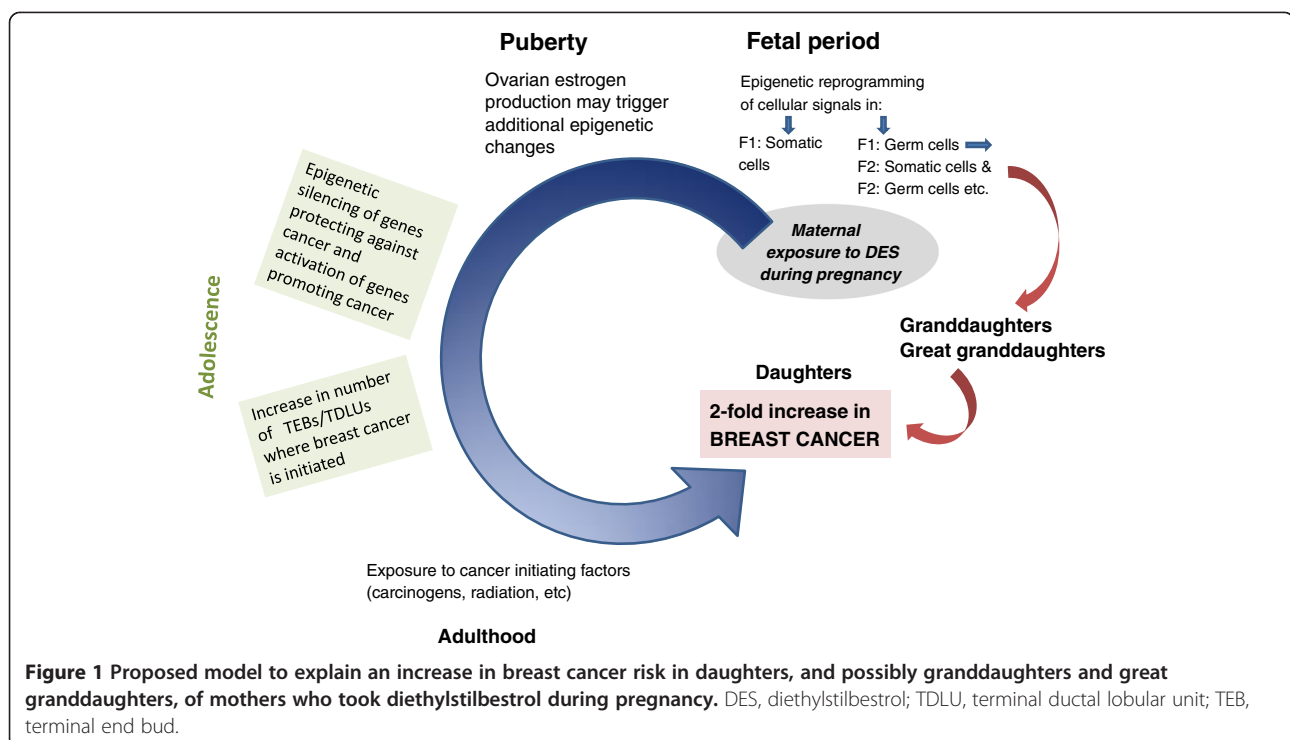 Puberty
Ovarian estrogen
production may trigger
additional epigenetic
changes
Fetal period
Epigenetic reprogramming
of cellular signals in:
F1: Somatic
cells
F1: Germ cells
F2: Somatic cells &
F2: Germ cells etc.
Maternal
exposure to DES
during pregnancy
Granddaughters
Great granddaughters
Daughters
2-fold increase in
BREAST CANCER
Adolescence
Epigenetic
silencing of genes
protecting against
cancer and
activation of genes
promoting cancer
Increase in number
of TEBs/TDLUs
where breast cancer
is initiated
Exposure to cancer initiating factors
(carcinogens, radiation, etc)
Adulthood
Figure 1 Proposed model to explain an increase in breast cancer risk in daughters, and possibly granddaughters and great
granddaughters, of mothers who took diethylstilbestrol during pregnancy. DES, diethylstilbestrol; TDLU, terminal ductal lobular unit; TEB,
terminal end bud.